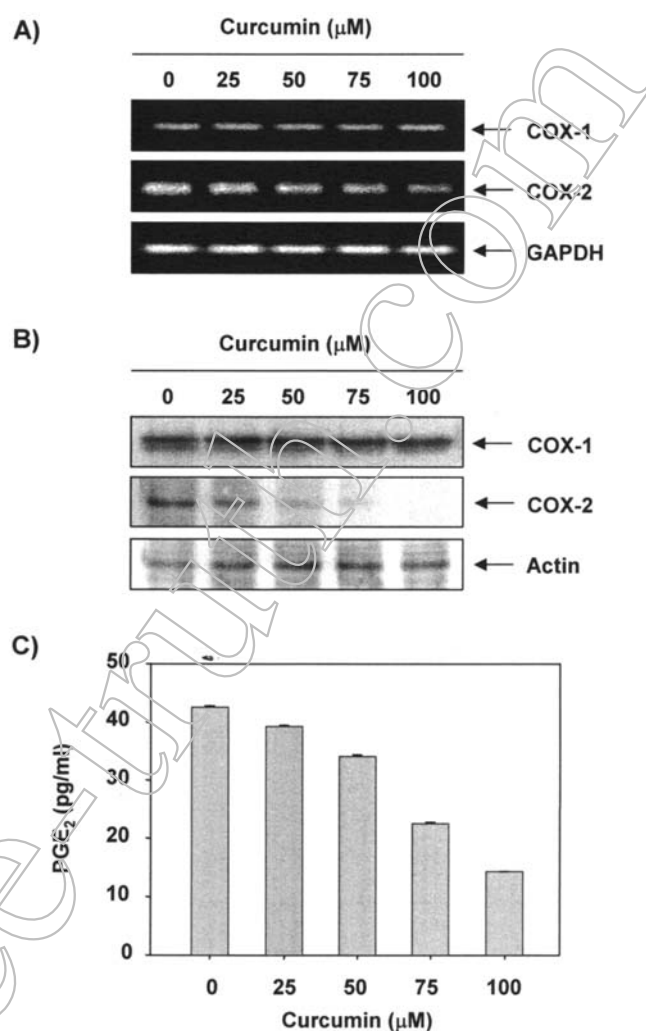 A)
Curcumin (μM)
0 25 50 75 100
COX-1
COX-2
GAPDH
B)
Curcumin (μM)
0 25 50 75 100
COX-1
COX-2
Actin
C)
50
40
30
20
10
0
PGE₂ (pg/ml)
0 25 50 75 100
Curcumin (μM)
e-truth.com